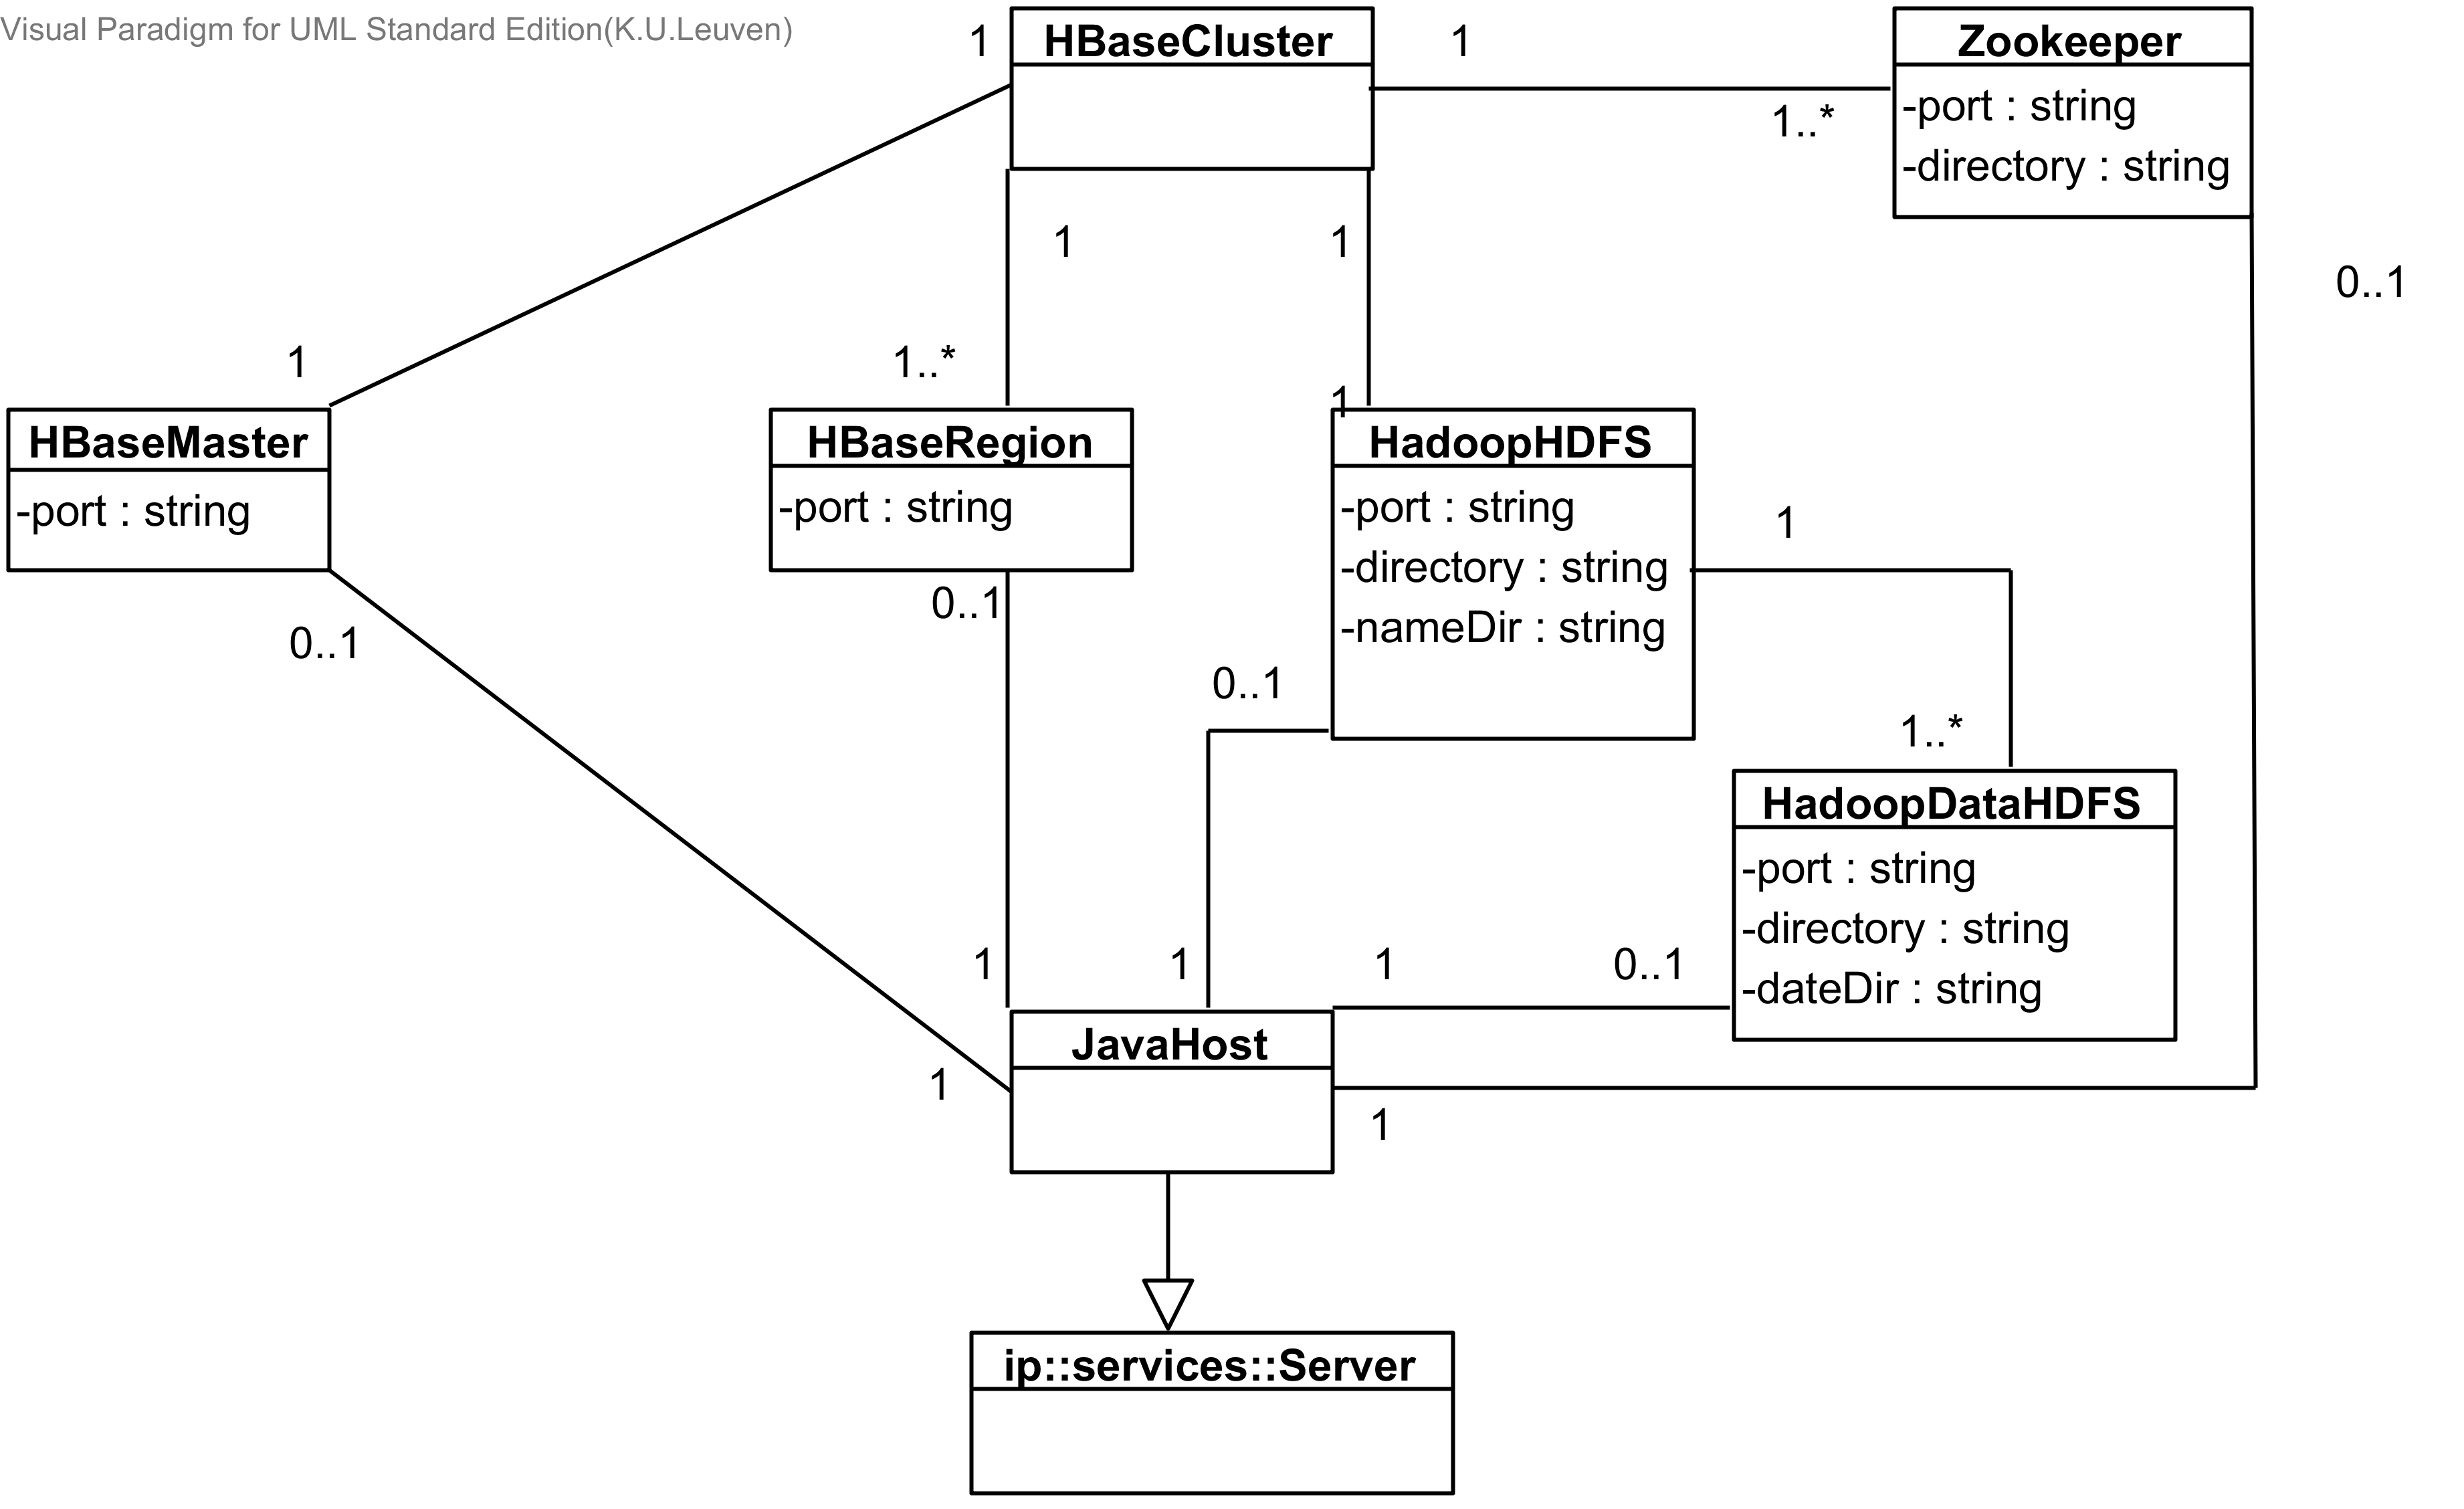 Visual Paradigm for UML Standard Edition(K.U.Leuven)
1
HBaseCluster
1
Zookeeper
-port : string
-directory : string
1..*
1
1
0..1
1
1..*
1
HBaseMaster
-port : string
HBaseRegion
-port : string
HadoopHDFS
-port : string
-directory : string
-nameDir : string
1
0..1
0..1
0..1
1..*
HadoopDataHDFS
-port : string
-directory : string
-dateDir : string
1
1
1
0..1
JavaHost
1
1
ip::services::Server